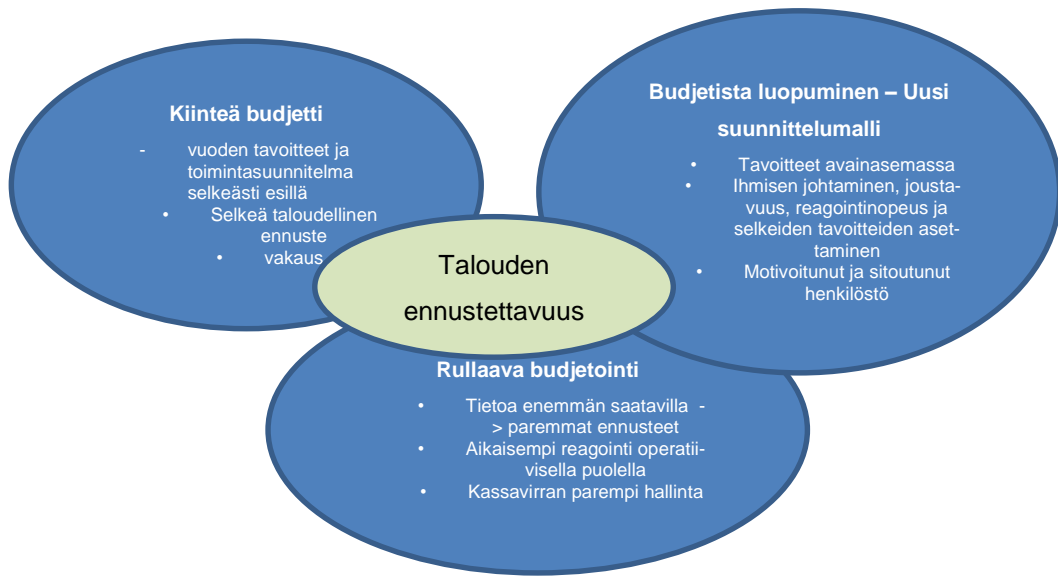 Kiinteä budjetti
- vuoden tavoitteet ja
toimintasuunnitelma
selkeästi esillä
• Selkeä taloudellinen
ennuste
• vakaus
Budjetista luopuminen – Uusi
suunnittelumalli
• Tavoitteet avainasemassa
• Ihmisen johtaminen, jousta-
vuus, reagointinopeus ja
selkeiden tavoitteiden aset-
taminen
• Motivoitunut ja sitoutunut
henkilöstö
Talouden
ennustettavuus
Rullaava budjetointi
• Tietoa enemmän saatavilla -
> paremmat ennusteet
• Aikaisempi reagointi operatii-
visella puolella
• Kassavirran parempi hallinta